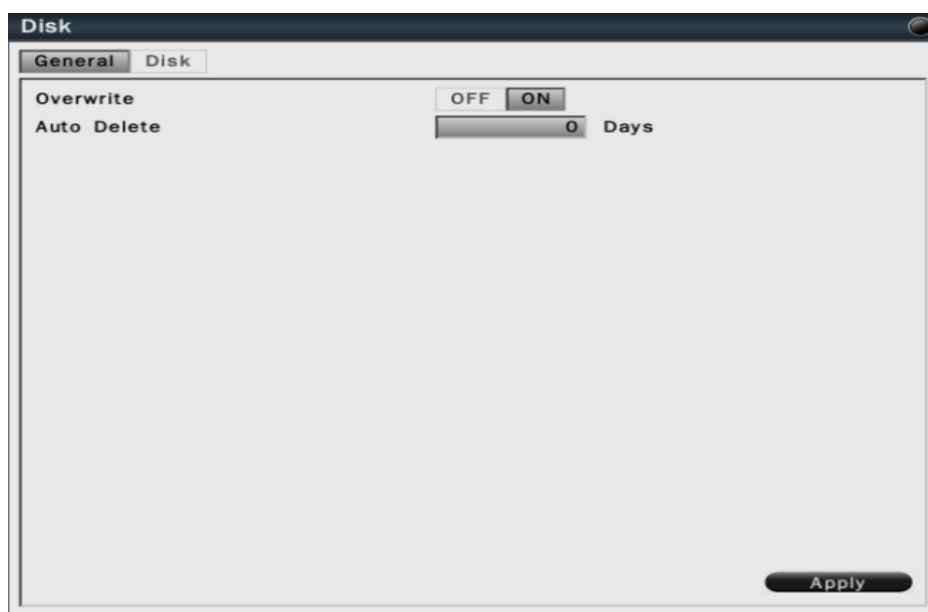 Disk
General Disk
Overwrite OFF ON
Auto Delete 0 Days
Apply